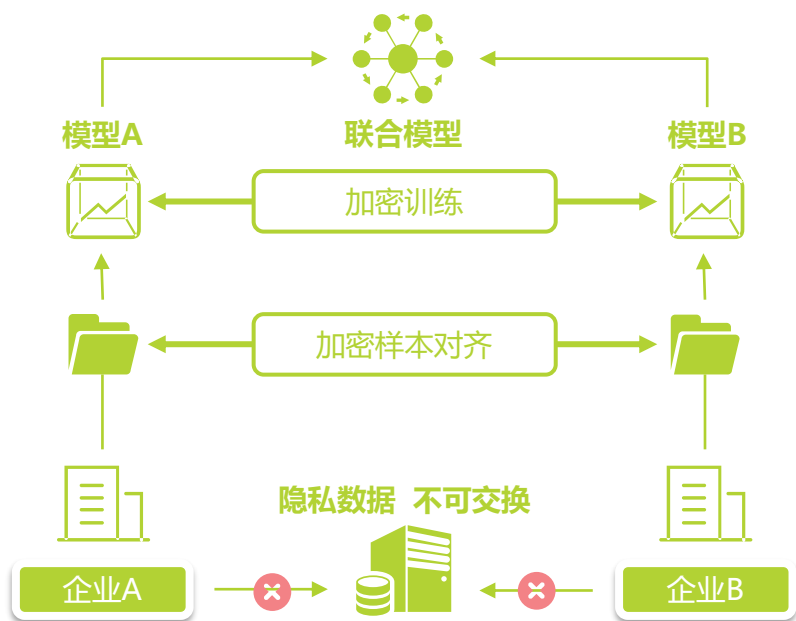 模型A
联合模型
模型B
加密训练
加密样本对齐
隐私数据 不可交换
企业A
企业B